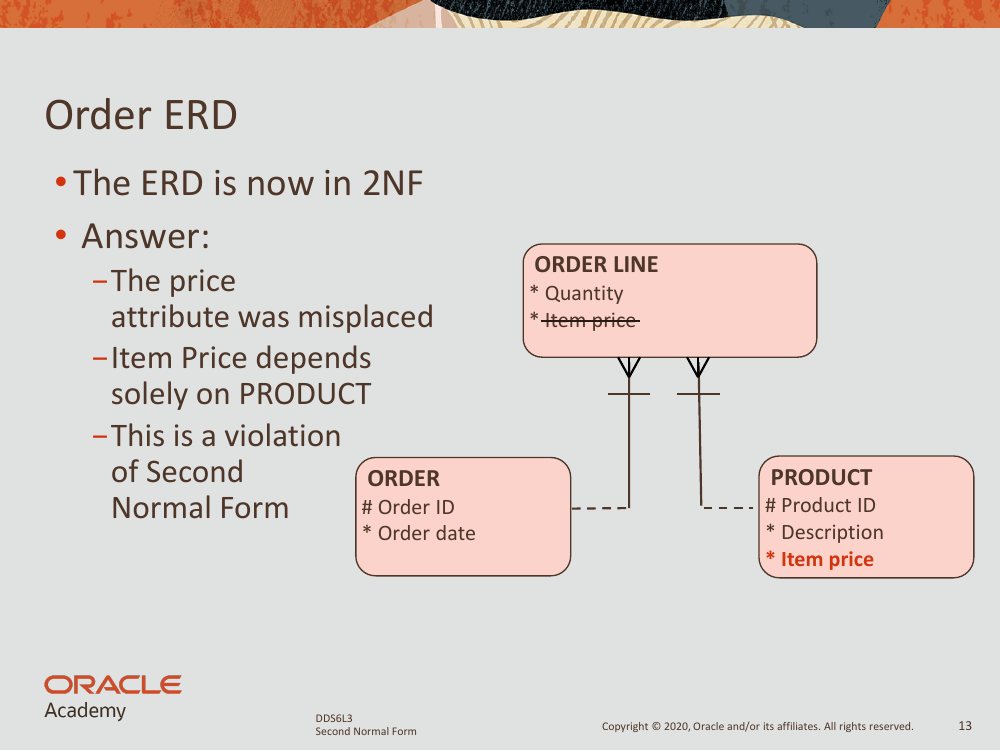 Order ERD
• The ERD is now in 2NF
• Answer:
–The price
attribute was misplaced
–Item Price depends
solely on PRODUCT
–This is a violation
of Second
Normal Form
ORDER LINE
* Quantity
* Item price
ORDER
# Order ID
* Order date
PRODUCT
# Product ID
* Description
* Item price
ORACLE
Academy
DDS6L3
Second Normal Form
Copyright © 2020, Oracle and/or its affiliates. All rights reserved.
13